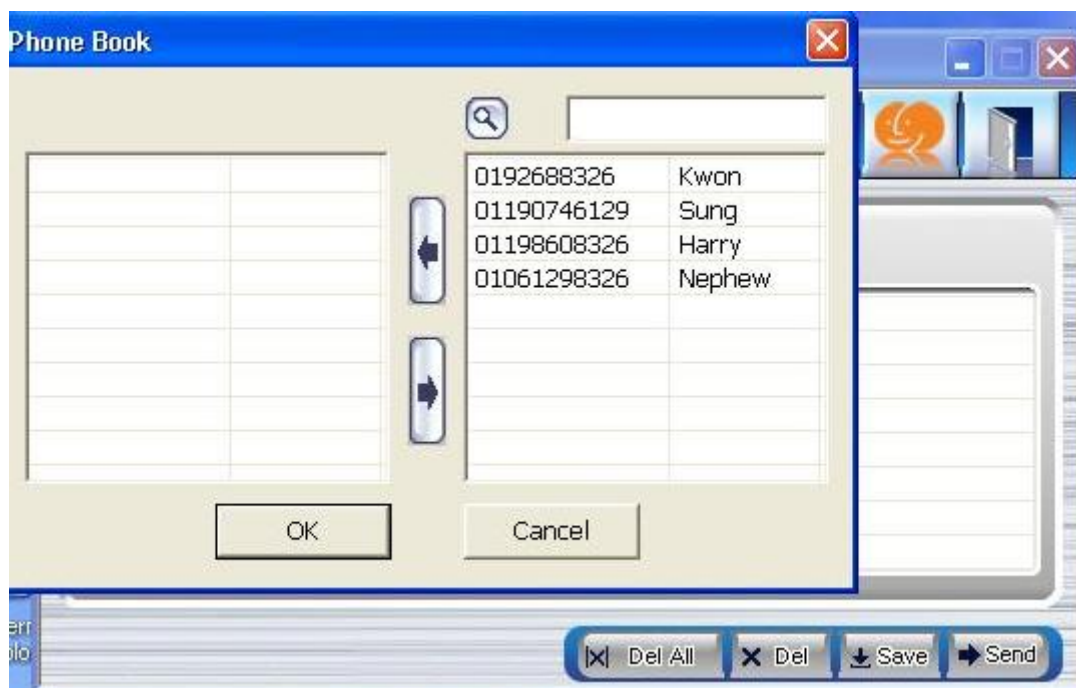 Phone Book
0192688326 Kwon
01190746129 Sung
01198608326 Harry
01061298326 Nephew
OK Cancel
Del All Del Save Send